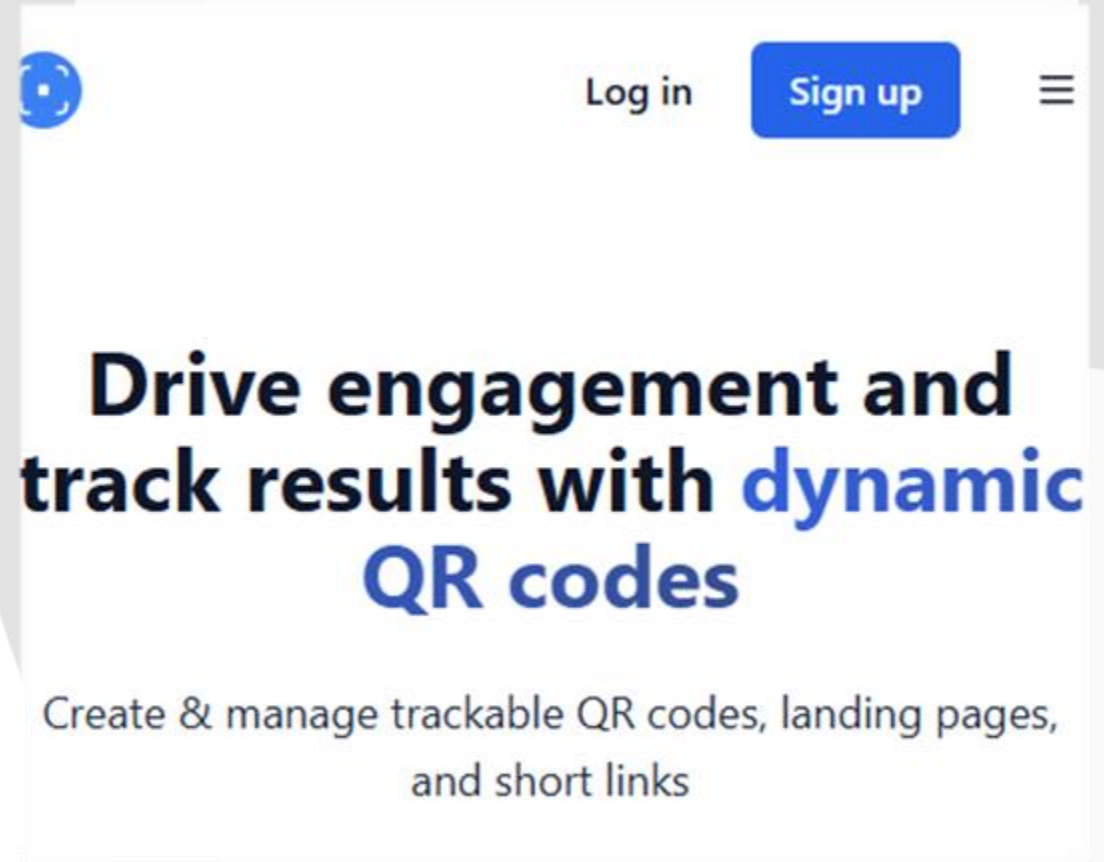 Log in
Sign up
Drive engagement and
track results with dynamic
QR codes
Create & manage trackable QR codes, landing pages,
and short links